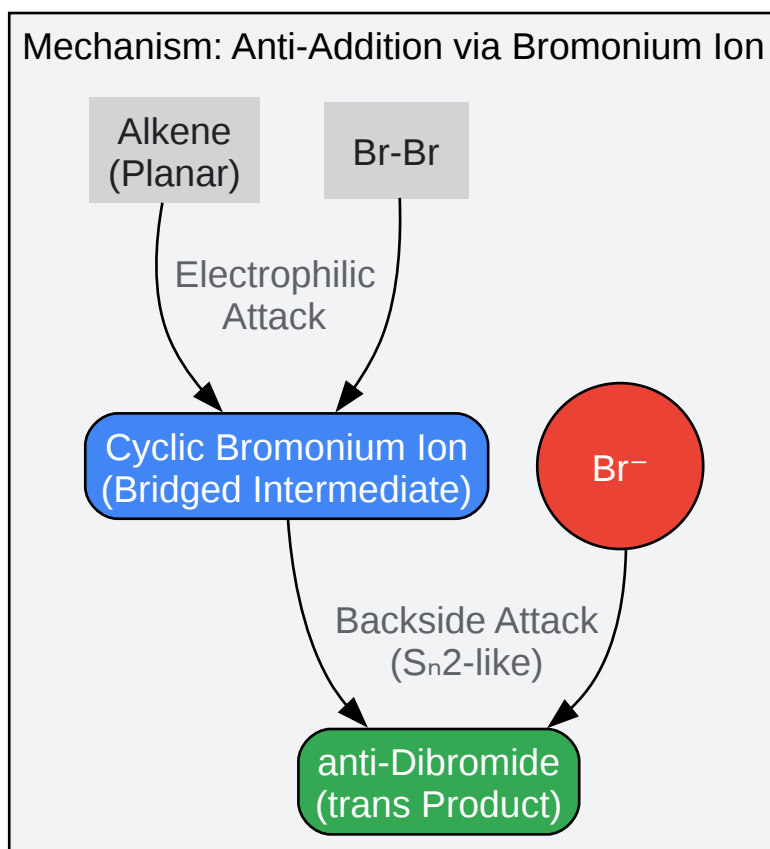 Mechanism: Anti-Addition via Bromonium Ion
Alkene
(Planar)
Br-Br
Electrophilic
Attack
Cyclic Bromonium Ion
(Bridged Intermediate)
Br⁻
Backside Attack
(Sₙ2-like)
anti-Dibromide
(trans Product)